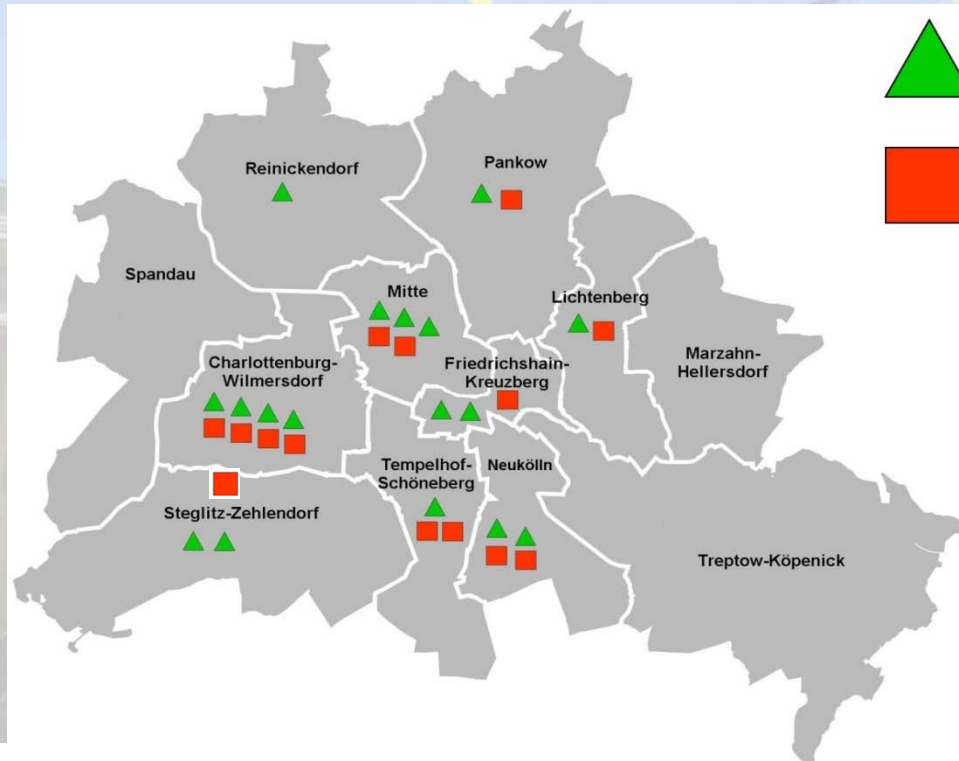 Reinickendorf
Pankow
Spandau
Mitte
Lichtenberg
Marzahn-
Hellersdorf
Charlottenburg-
Wilmersdorf
Friedrichshain-
Kreuzberg
Tempelhof-
Schöneberg
Neukölln
Steglitz-Zehlendorf
Treptow-Köpenick